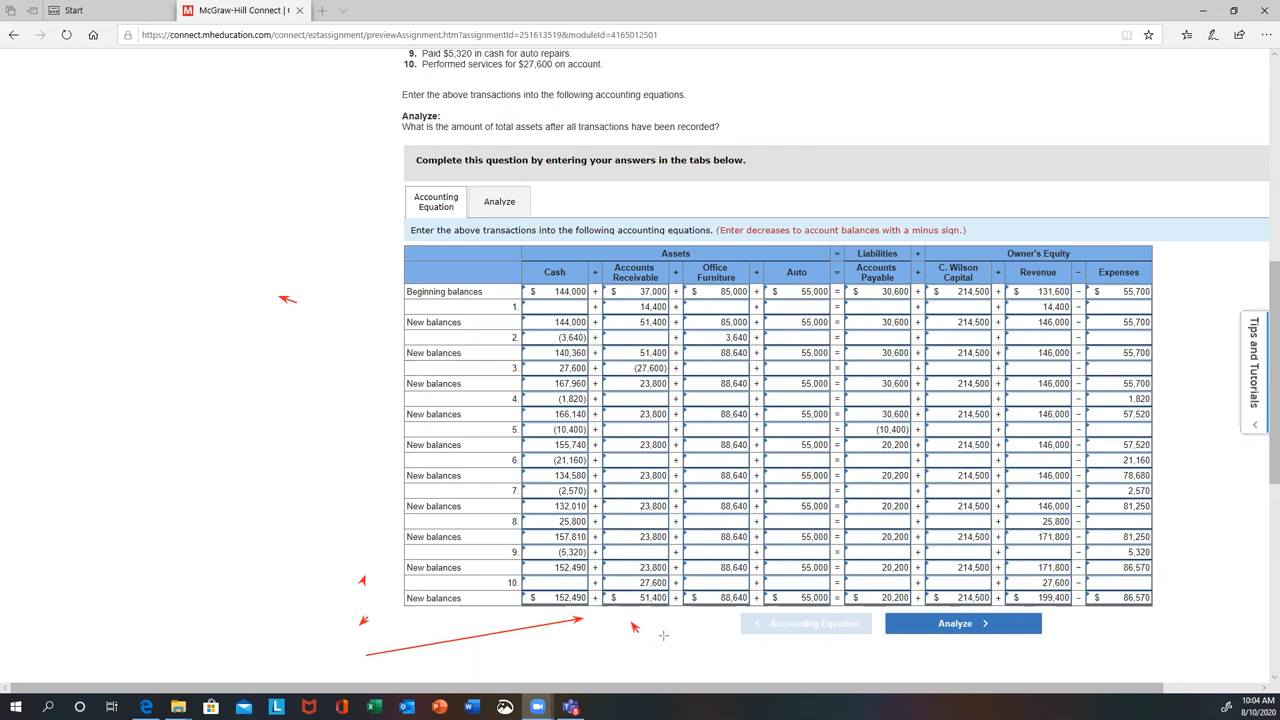 Start
McGraw-Hill Connect | 
https://connect.mheducation.com/connect/eztassignment/previewAssignment.htm?assignmentId=251613519&moduleId=4165012501
9. Paid $5,320 in cash for auto repairs.
10. Performed services for $27,600 on account.
Enter the above transactions into the following accounting equations.
Analyze:
What is the amount of total assets after all transactions have been recorded?
Complete this question by entering your answers in the tabs below.
Accounting
Equation
Analyze
Enter the above transactions into the following accounting equations. (Enter decreases to account balances with a minus sign.)
Assets = Liabilities + Owner's Equity
Cash + Accounts Receivable + Office Furniture + Auto = Accounts Payable + C. Wilson Capital + Revenue – Expenses
Beginning balances $ 144,000 + $ 37,000 + $ 85,000 + $ 55,000 = $ 30,600 + $ 214,500 + $ 131,600 – $ 55,700
1. + 14,400 + + = + + 14,400 –
New balances 144,000 + 51,400 + 85,000 + 55,000 = 30,600 + 214,500 + 146,000 – 55,700
2. (3,640) + + 3,640 + = + + –
New balances 140,360 + 51,400 + 88,640 + 55,000 = 30,600 + 214,500 + 146,000 – 55,700
3. 27,600 + (27,600) + + = + + –
New balances 167,960 + 23,800 + 88,640 + 55,000 = 30,600 + 214,500 + 146,000 – 55,700
4. (1,820) + + + = + + – 1,820
New balances 166,140 + 23,800 + 88,640 + 55,000 = 30,600 + 214,500 + 146,000 – 57,520
5. (10,400) + + + = (10,400) + + –
New balances 155,740 + 23,800 + 88,640 + 55,000 = 20,200 + 214,500 + 146,000 – 57,520
6. (21,160) + + + = + + – 21,160
New balances 134,580 + 23,800 + 88,640 + 55,000 = 20,200 + 214,500 + 146,000 – 78,680
7. (2,570) + + + = + + – 2,570
New balances 132,010 + 23,800 + 88,640 + 55,000 = 20,200 + 214,500 + 146,000 – 81,250
8. 25,800 + + + = + + 25,800 –
New balances 157,810 + 23,800 + 88,640 + 55,000 = 20,200 + 214,500 + 171,800 – 81,250
9. (5,320) + + + = + + – 5,320
New balances 152,490 + 23,800 + 88,640 + 55,000 = 20,200 + 214,500 + 171,800 – 86,570
10. + 27,600 + + = + + 27,600 –
New balances $ 152,490 + $ 51,400 + $ 88,640 + $ 55,000 = $ 20,200 + $ 214,500 + $ 199,400 – $ 86,570
< Accounting Equation
Analyze >
Tips and Tutorials
10:04 AM
8/10/2020